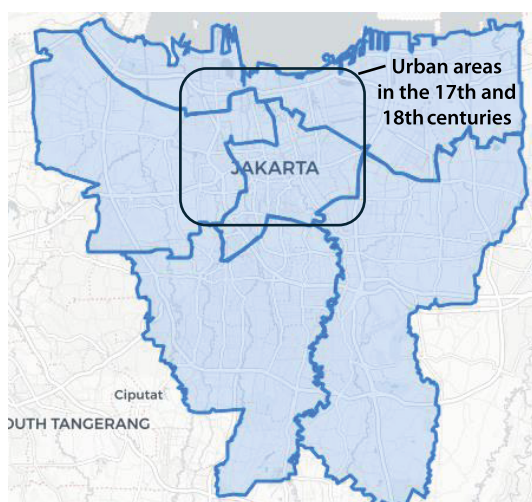 Urban areas
in the 17th and
18th centuries
JAKARTA
Ciputat
OUTH TANGERANG